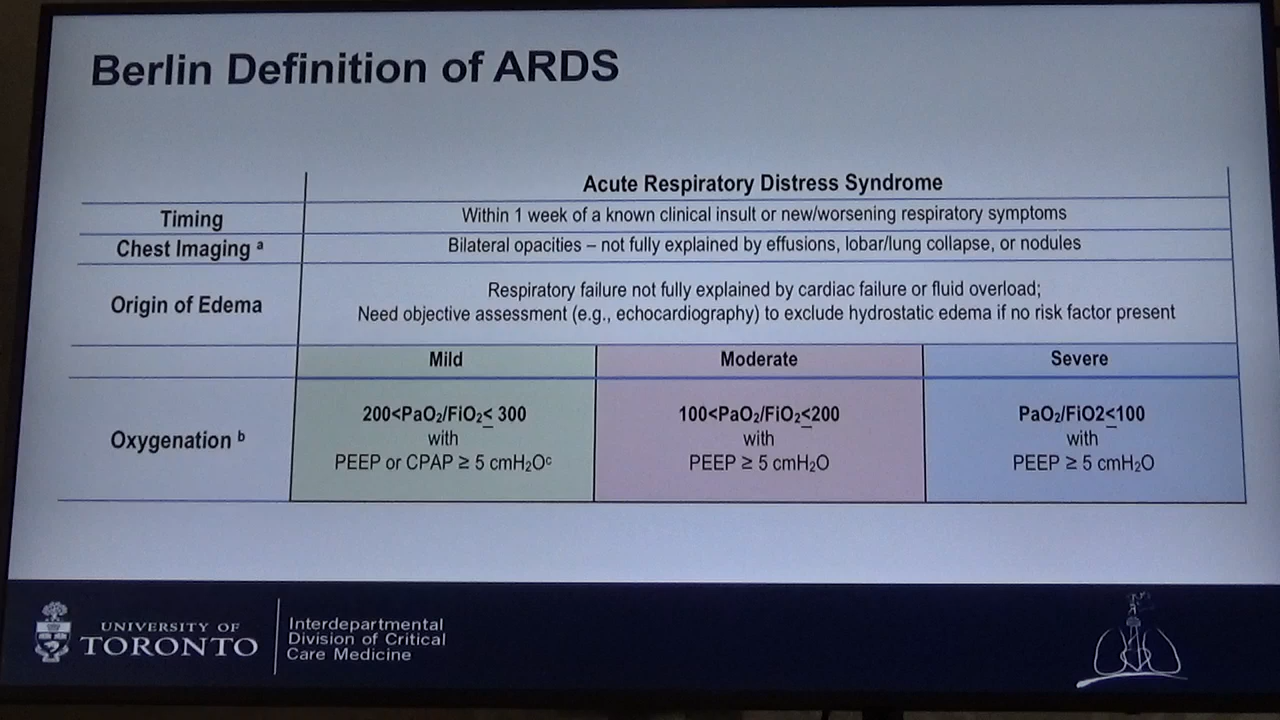 Berlin Definition of ARDS
Acute Respiratory Distress Syndrome
Timing
Within 1 week of a known clinical insult or new/worsening respiratory symptoms
Chest Imaging ᵃ
Bilateral opacities – not fully explained by effusions, lobar/lung collapse, or nodules
Origin of Edema
Respiratory failure not fully explained by cardiac failure or fluid overload;
Need objective assessment (e.g., echocardiography) to exclude hydrostatic edema if no risk factor present
Mild
Moderate
Severe
Oxygenation ᵇ
200<PaO₂/FiO₂≤ 300
with
PEEP or CPAP ≥ 5 cmH₂Oᶜ
100<PaO₂/FiO₂≤200
with
PEEP ≥ 5 cmH₂O
PaO₂/FiO2≤100
with
PEEP ≥ 5 cmH₂O
UNIVERSITY OF
TORONTO
Interdepartmental
Division of Critical
Care Medicine